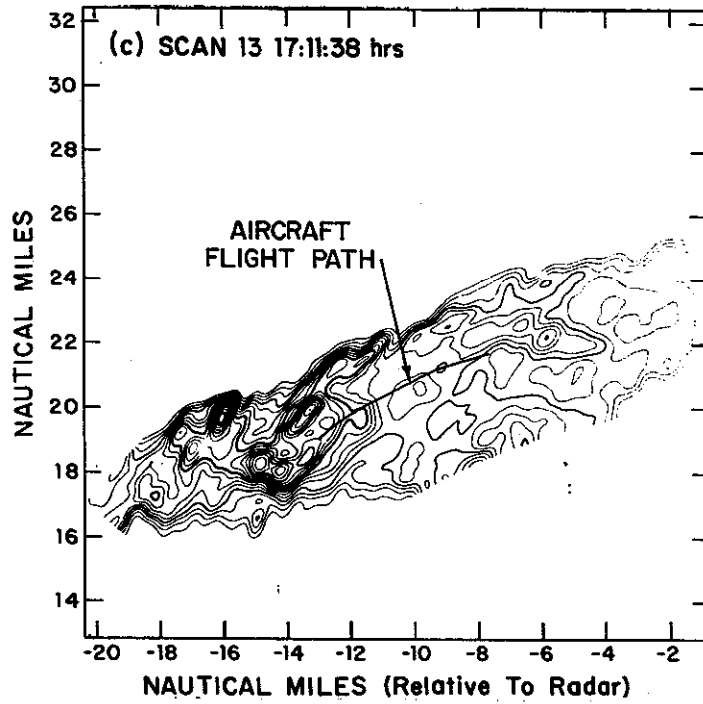 (c) SCAN 13 17:11:38 hrs
32
30
28
26
24
22
20
18
16
14
NAUTICAL MILES
AIRCRAFT
FLIGHT PATH
-20 -18 -16 -14 -12 -10 -8 -6 -4 -2
NAUTICAL MILES (Relative To Radar)